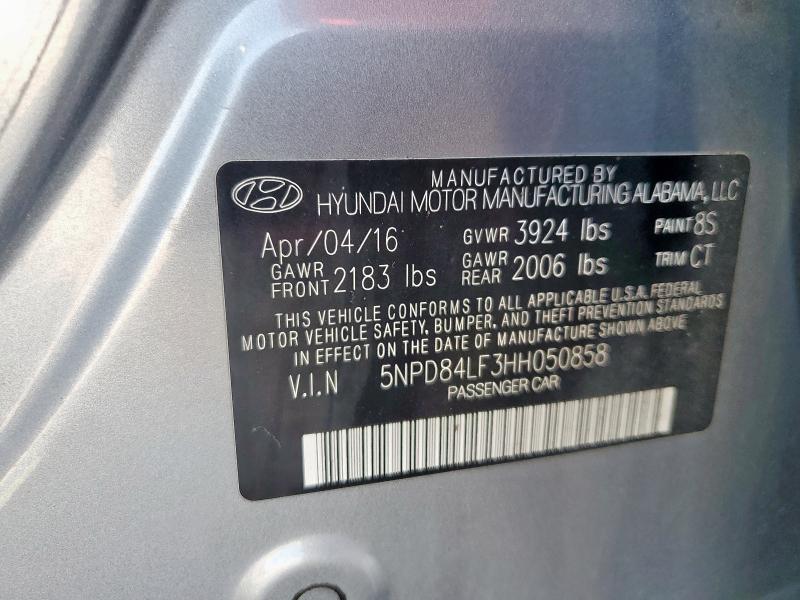 MANUFACTURED BY
HYUNDAI MOTOR MANUFACTURING ALABAMA, LLC
Apr/04/16 GVWR 3924 lbs PAINT 8S
GAWR FRONT 2183 lbs GAWR REAR 2006 lbs TRIM CT
THIS VEHICLE CONFORMS TO ALL APPLICABLE U.S.A. FEDERAL
MOTOR VEHICLE SAFETY, BUMPER, AND THEFT PREVENTION STANDARDS
IN EFFECT ON THE DATE OF MANUFACTURE SHOWN ABOVE
V.I.N 5NPD84LF3HH050858
PASSENGER CAR